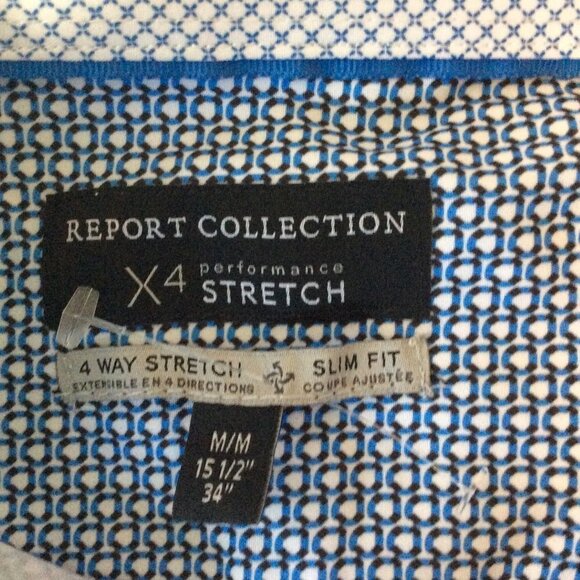 REPORT COLLECTION
X4 performance
STRETCH
4 WAY STRETCH SLIM FIT
EXTENSIBLE EN 4 DIRECTIONS COUPE AJUSTÉE
M/M
15 1/2"
34"